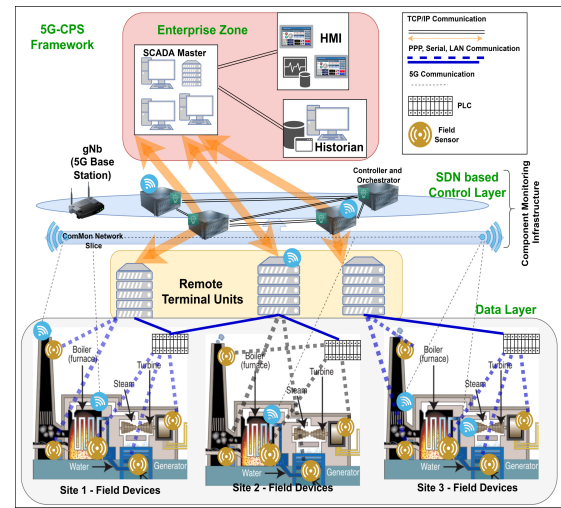 5G-CPS
Framework
Enterprise Zone
SCADA Master
HMI
Historian
TCP/IP Communication
PPP, Serial, LAN Communication
5G Communication
PLC
Field
Sensor
gNb
(5G Base
Station)
Controller and
Orchestrator
SDN based
Control Layer
Component Monitoring
Infrastructure
ComMon Network
Slice
Remote
Terminal Units
Data Layer
Boiler
(furnace)
Turbine
Steam
Water
Generator
Site 1 - Field Devices
Boiler
(furnace)
Turbine
Steam
Water
Generator
Site 2 - Field Devices
Boiler
(furnace)
Turbine
Steam
Water
Generator
Site 3 - Field Devices